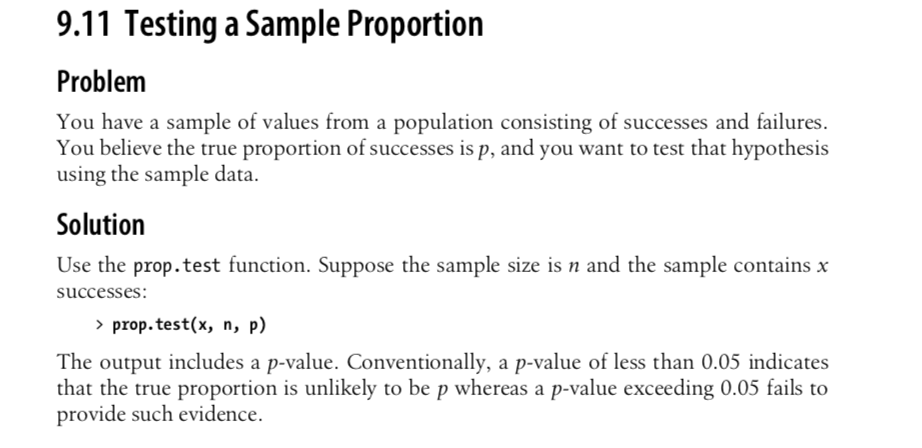 9.11 Testing a Sample Proportion
Problem
You have a sample of values from a population consisting of successes and failures.
You believe the true proportion of successes is p, and you want to test that hypothesis
using the sample data.
Solution
Use the prop.test function. Suppose the sample size is n and the sample contains x
successes:
> prop.test(x, n, p)
The output includes a p-value. Conventionally, a p-value of less than 0.05 indicates
that the true proportion is unlikely to be p whereas a p-value exceeding 0.05 fails to
provide such evidence.